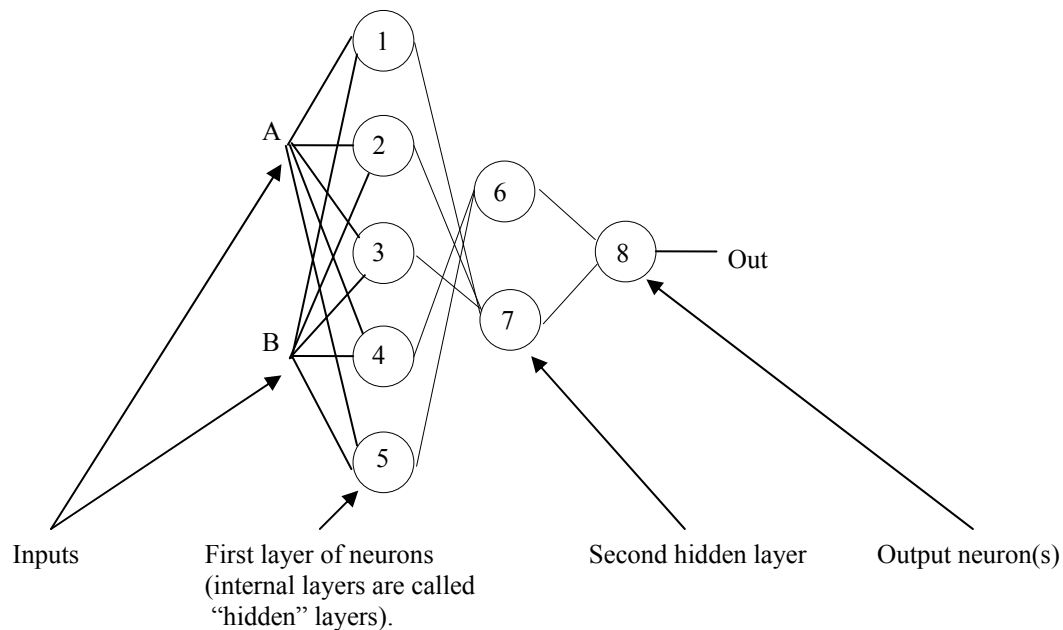 1
A
2
6
3
8
Out
7
B
4
5
Inputs
First layer of neurons
(internal layers are called
“hidden” layers).
Second hidden layer
Output neuron(s)